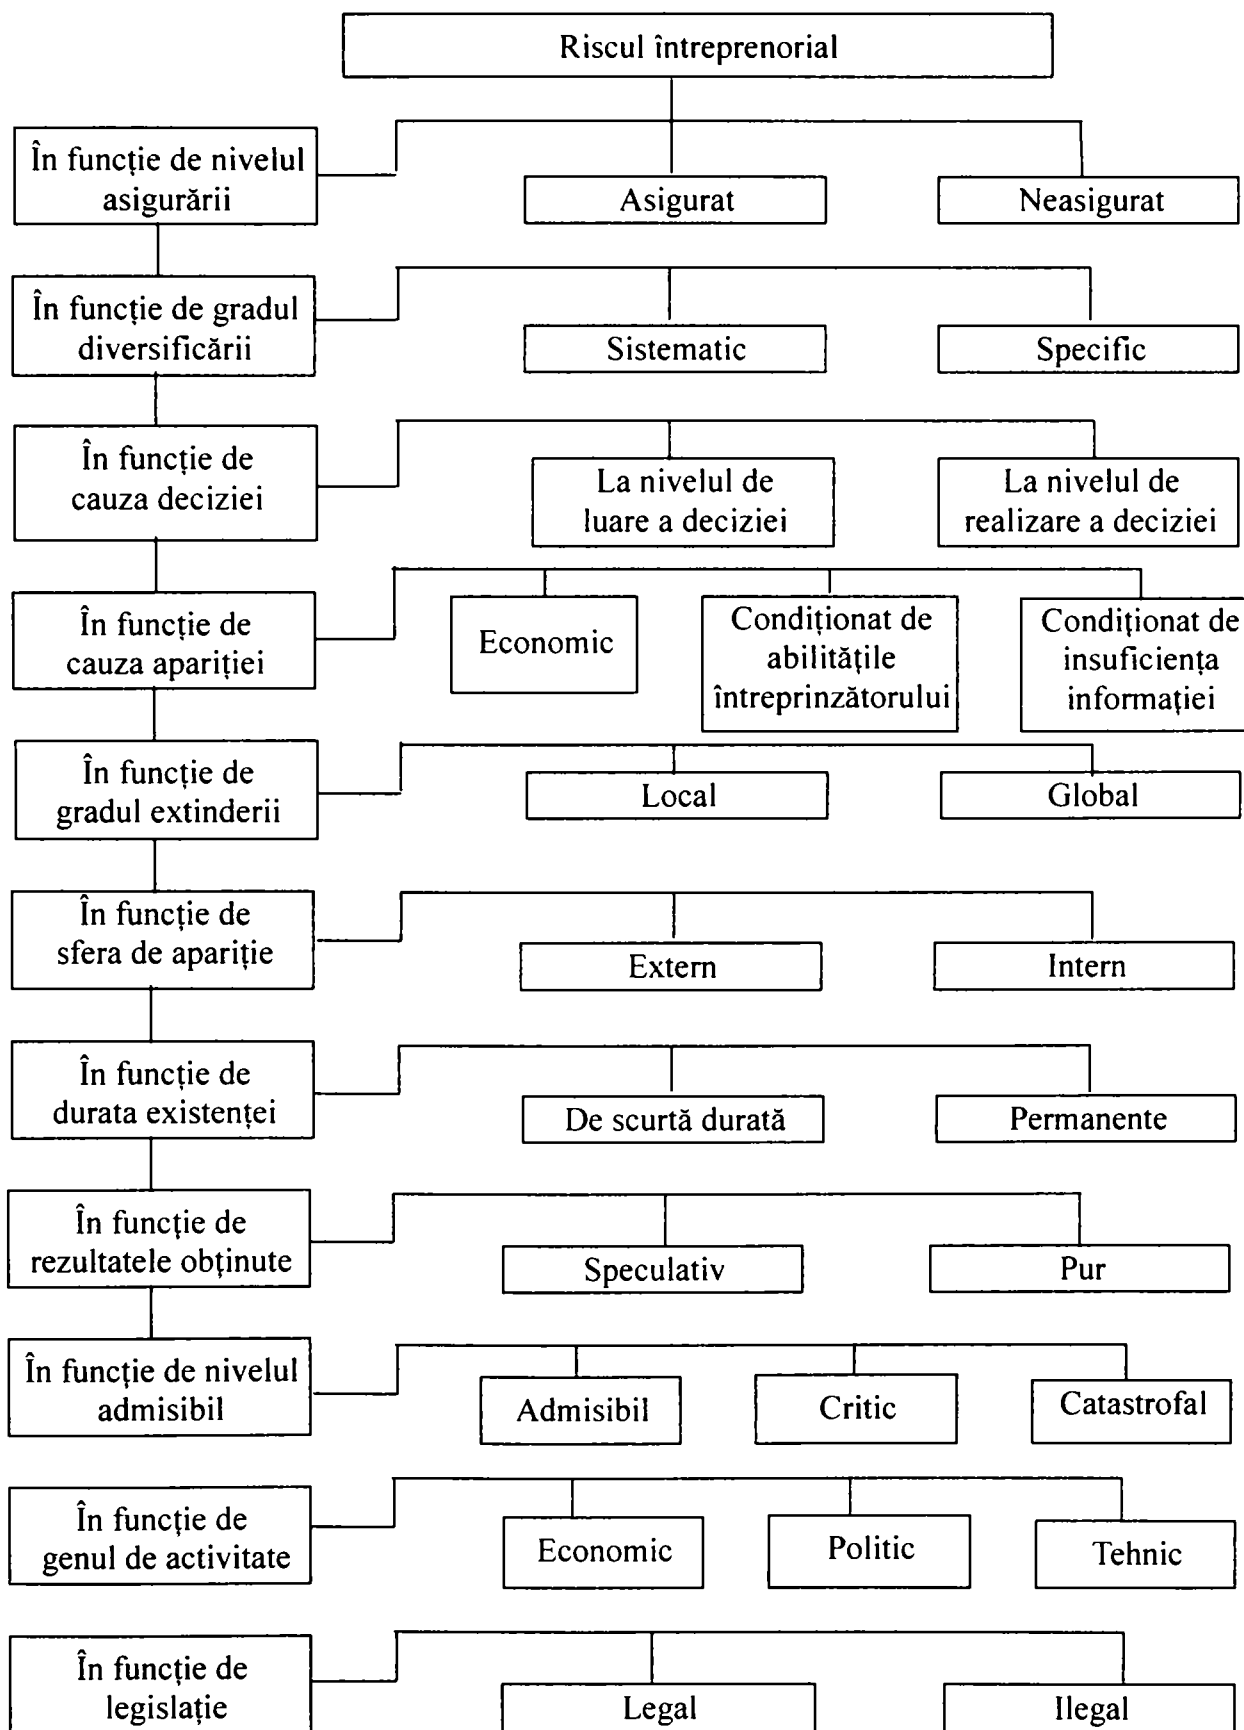 Riscul întreprenorial
În funcție de nivelul
asigurării
Asigurat
Neasigurat
În funcție de gradul
diversificării
Sistematic
Specific
În funcție de
cauza deciziei
La nivelul de
luare a deciziei
La nivelul de
realizare a deciziei
În funcție de
cauza apariției
Economic
Condiționat de
abilitățile
întreprinzătorului
Condiționat de
insuficiența
informației
În funcție de
gradul extinderii
Local
Global
În funcție de
sfera de apariție
Extern
Intern
În funcție de
durata existenței
De scurtă durată
Permanente
În funcție de
rezultatele obținute
Speculativ
Pur
În funcție de nivelul
admisibil
Admisibil
Critic
Catastrofal
În funcție de
genul de activitate
Economic
Politic
Tehnic
În funcție de
legislație
Legal
Ilegal